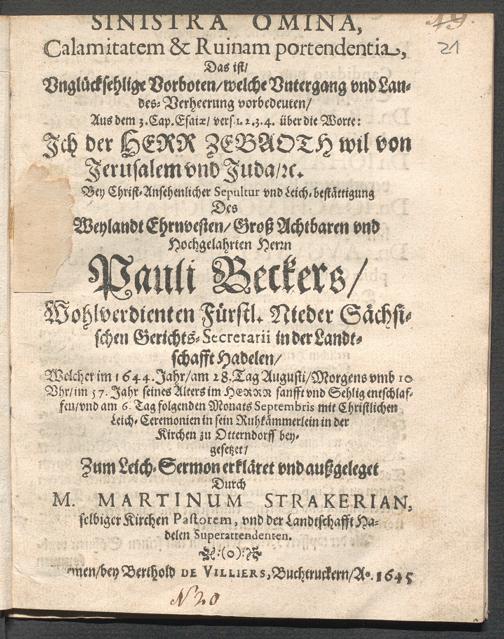 SINISTRA OMINA,
Calamitatem & Ruinam portendentia,
21
Das ist/
Vnglücksehlige Vorboten/welche Vntergang vnd Lan-
des-Verheerung vorbedeuten/
Aus dem 3. Cap. Esaiæ/ vers. 1. 2. 3. 4. über die Worte:
Ich der HERR ZEBAOTH wil von
Jerusalem vnd Juda/ꝛc.
Bey Christ-Ansehenlicher Sepultur vnd Leich-bestättigung
Des
Weylandt Ehrnvesten/ Groß Achtbaren vnd
Hochgelahrten Herrn
Pauli Beckers/
Wohlverdienten Fürstl. Nieder Sächsi-
schen Gerichts-Secretarii in der Landt-
schafft Hadelen/
Welcher im 1644. Jahr/am 28. Tag Augusti/Morgens vmb 10
Vhr/im 57. Jahr seines Alters im HERRN sanfft vnd Sehlig entschlaf-
fen/vnd am 6. Tag folgenden Monats Septembris mit Christlichen
Leich-Ceremonien in sein Ruhkämmerlein in der
Kirchen zu Otterndorff bey-
gesetzet/
Zum Leich-Sermon erkläret vnd außgeleget
Durch
M. MARTINUM STRAKERIAN,
selbiger Kirchen Pastorem, vnd der Landtschafft Ha-
delen Superattendenten.
:(o):
men/bey Berthold DE VILLIERS, Buchtruckern/Aº. 1645
N 20